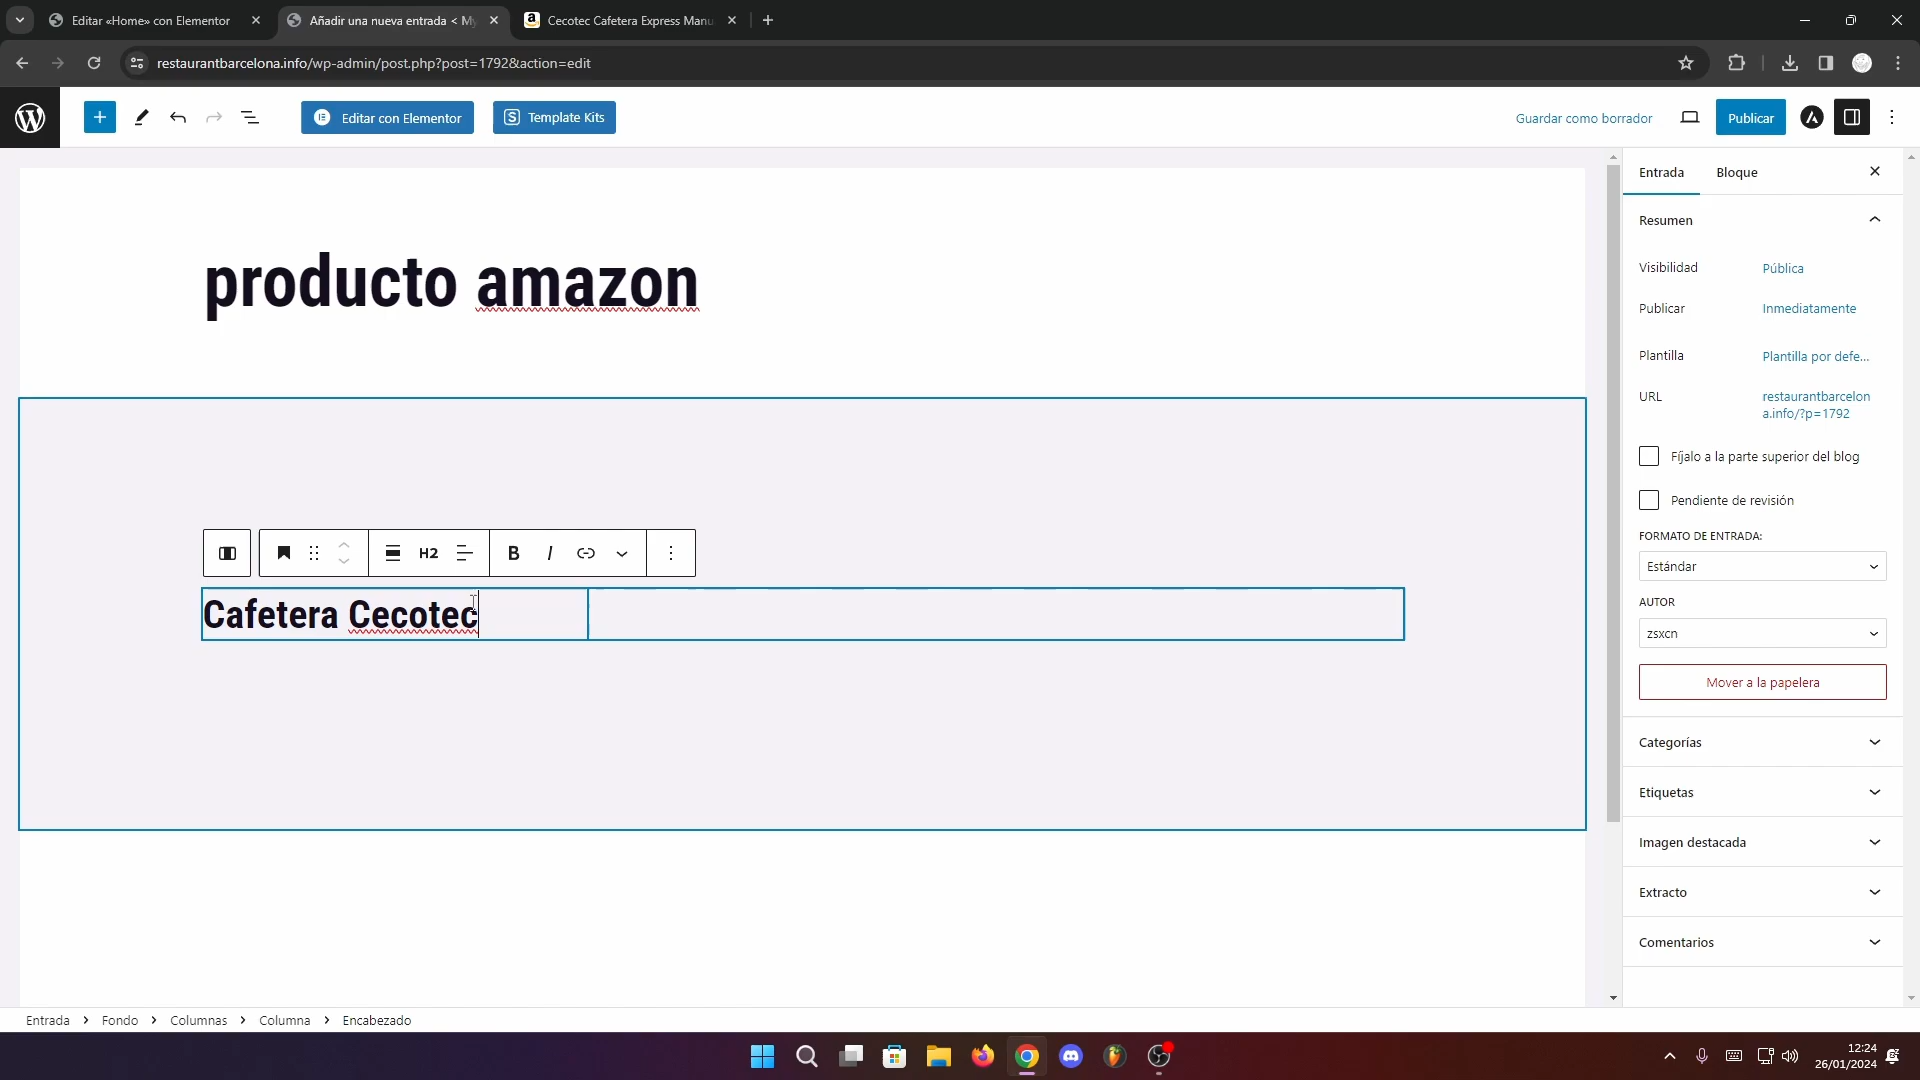 Editar «Home» con Elementor
Añadir una nueva entrada < My
Cecotec Cafetera Express Manu
restaurantbarcelona.info/wp-admin/post.php?post=1792&action=edit
Editar con Elementor
Template Kits
Guardar como borrador
Publicar
Entrada
Bloque
producto amazon
H2
B
I
Cafetera Cecotec
Resumen
Visibilidad
Pública
Publicar
Inmediatamente
Plantilla
Plantilla por defe...
URL
restaurantbarcelon
a.info/?p=1792
Fíjalo a la parte superior del blog
Pendiente de revisión
FORMATO DE ENTRADA:
Estándar
AUTOR
zsxcn
Mover a la papelera
Categorías
Etiquetas
Imagen destacada
Extracto
Comentarios
Entrada > Fondo > Columnas > Columna > Encabezado
12:24
26/01/2024